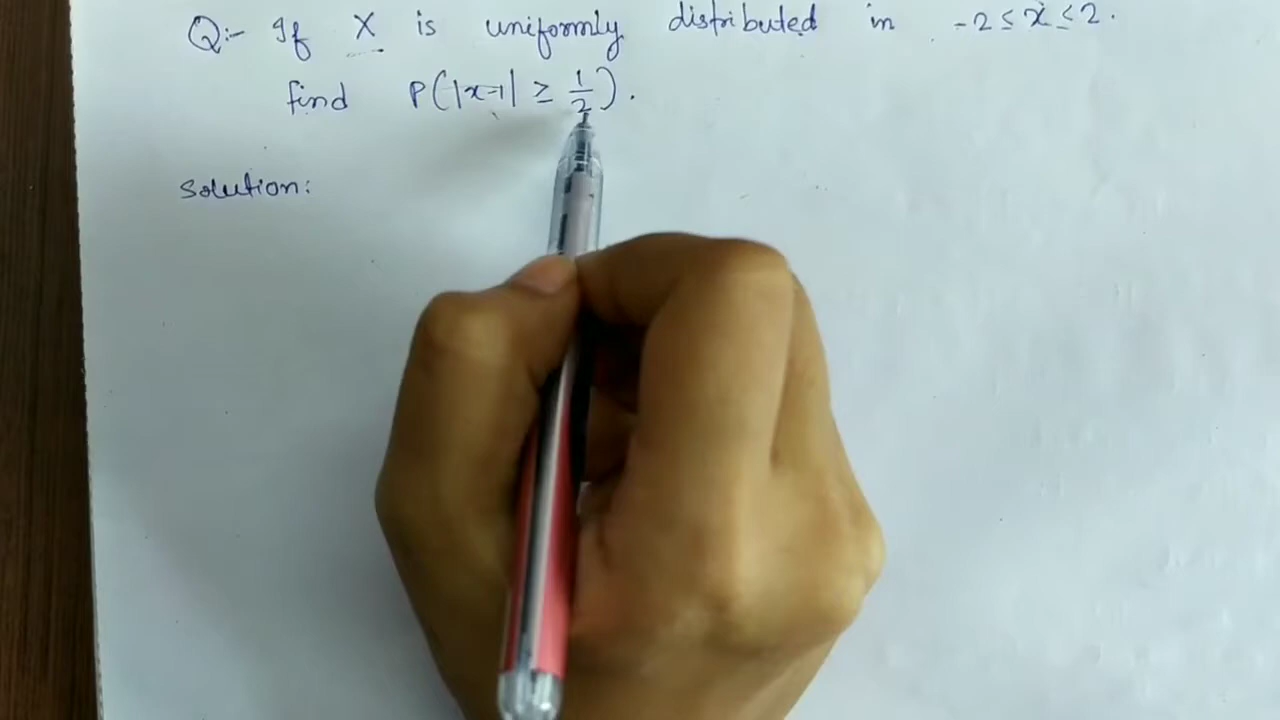 Q:- If X is uniformly distributed in -2 ≤ x ≤ 2.
find P(|x-1| ≥ 1/2).
Solution: